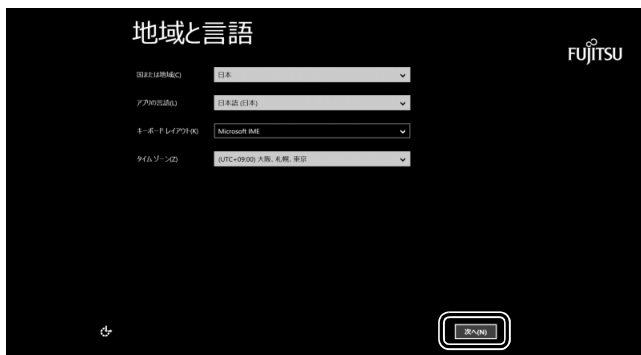 地域と言語
FUJITSU
国または地域(C)
日本
アプリの言語(L)
日本語 (日本)
キーボード レイアウト(K)
Microsoft IME
タイム ゾーン(Z)
(UTC+09:00) 大阪、札幌、東京
次へ(N)